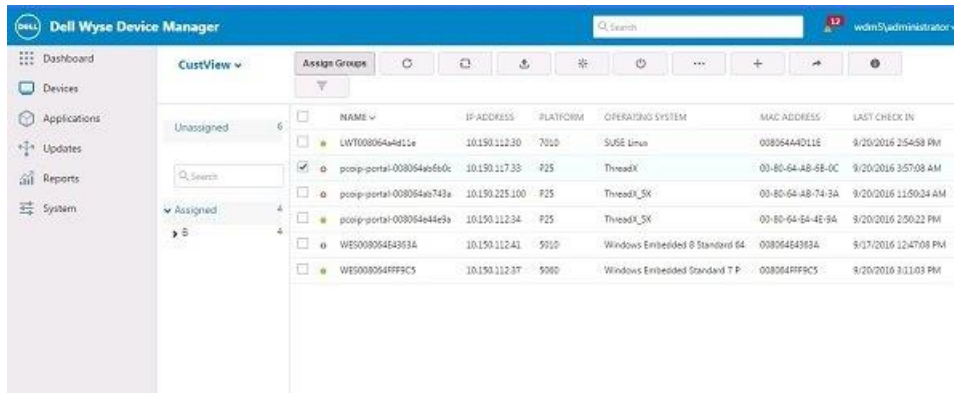 DELL Dell Wyse Device Manager Search 12 wdm5\administrator
Dashboard
Devices
Applications
Updates
Reports
System
CustView
Assign Groups
Unassigned 6
Search
Assigned 4
B 4
NAME IP-ADDRESS PLATFORM OPERATING SYSTEM MAC ADDRESS LAST CHECK IN
LWT008064a4d11e 10.150.112.30 7010 SUSE Linux 008064A4D11E 9/20/2016 2:54:58 PM
pcoip-portal-008064ab6b0c 10.150.117.33 P25 ThreadX 00-80-64-AB-6B-0C 9/20/2016 3:57:08 AM
pcoip-portal-008064ab743a 10.150.225.100 P25 ThreadX_5X 00-80-64-AB-74-3A 9/20/2016 11:50:24 AM
pcoip-portal-008064e44e9a 10.150.112.34 P25 ThreadX_5X 00-80-64-E4-4E-9A 9/20/2016 2:50:22 PM
10.150.112.41 5010 Windows Embedded 8 Standard 64 9/17/2016 12:47:08 PM
WES008064FFF9C5 10.150.112.37 5060 Windows Embedded Standard 7 P 008064FFF9C5 9/20/2016 3:11:03 PM